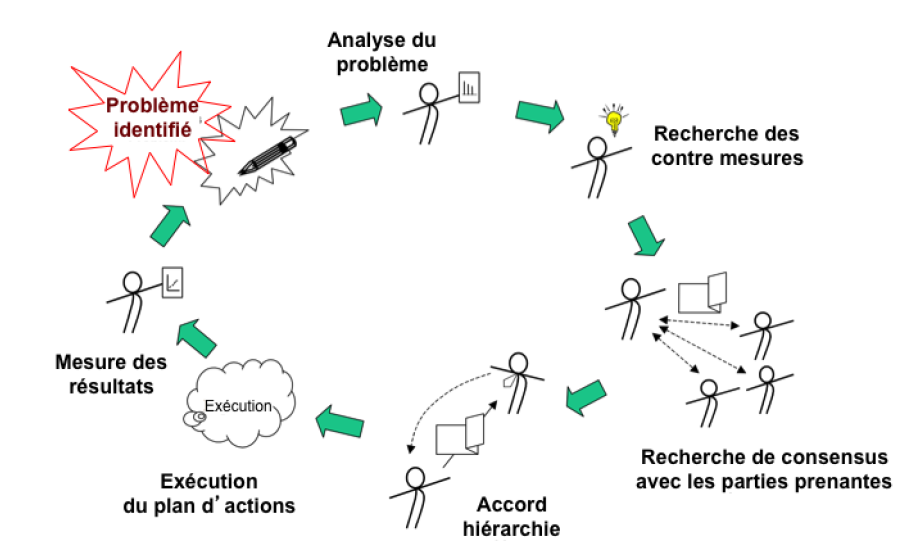 Analyse du
problème
Problème
identifié
Recherche des
contre mesures
Mesure des
résultats
Exécution
Exécution
du plan d’actions
Accord
hiérarchie
Recherche de consensus
avec les parties prenantes